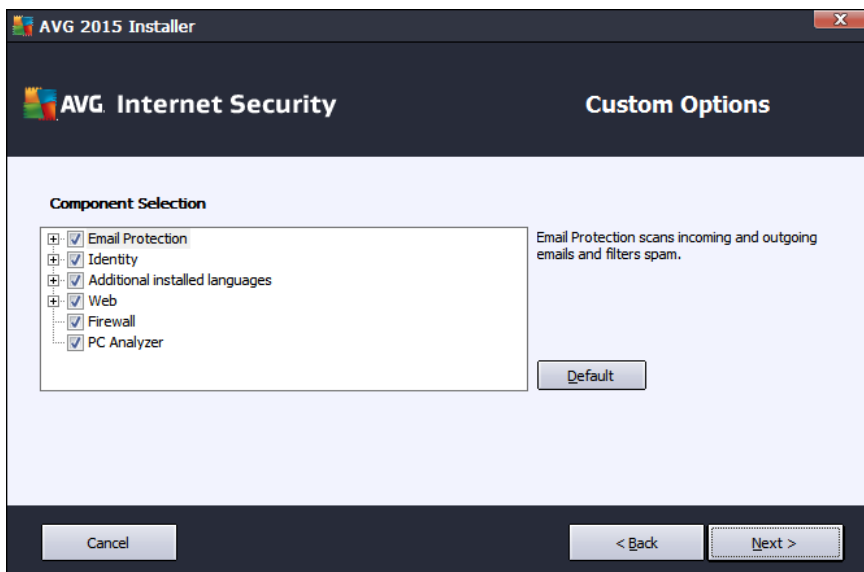 AVG 2015 Installer
AVG. Internet Security
Custom Options
Component Selection
Email Protection
Identity
Additional installed languages
Web
Firewall
PC Analyzer
Email Protection scans incoming and outgoing
emails and filters spam.
Default
Cancel
< Back
Next >